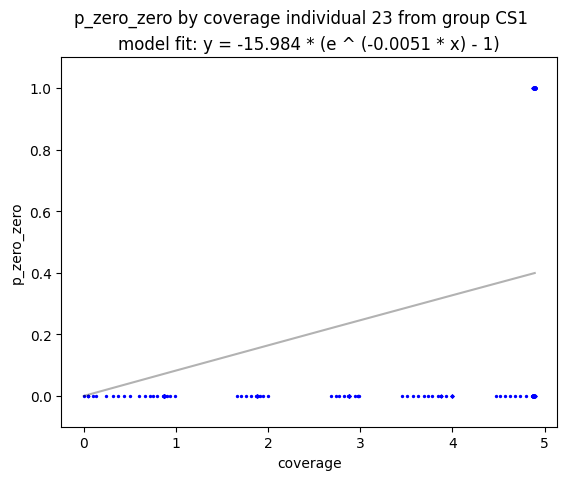 p_zero_zero by coverage individual 23 from group CS1
model fit: y = -15.984 * (e ^ (-0.0051 * x) - 1)
1.0
0.8
0.6
0.4
0.2
0.0
p_zero_zero
0 1 2 3 4 5
coverage